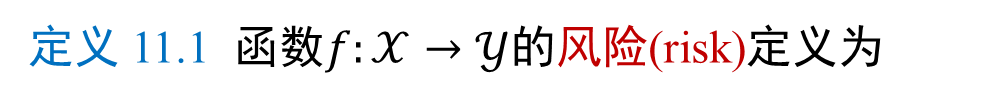 定义 11.1 函数𝑓: 𝒳 → 𝒴的风险(risk)定义为